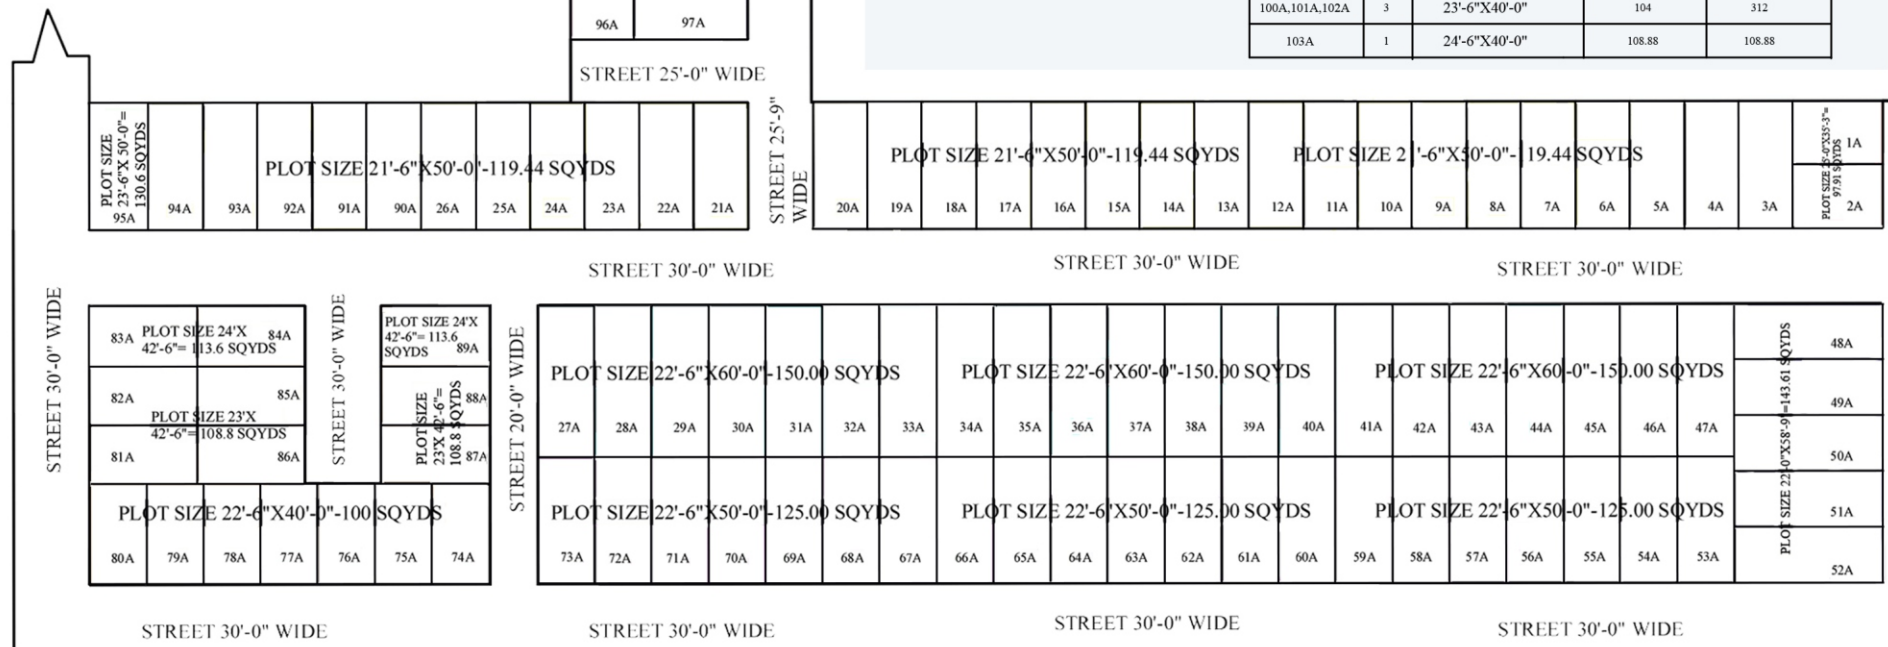 100A,101A,102A 3 23'-6"X40'-0" 104 312
103A 1 24'-6"X40'-0" 108.88 108.88
96A 97A
STREET 25'-0" WIDE
PLOT SIZE
23'-6"X 50'-0"=
130.6 SQYDS
PLOT SIZE 21'-6"X50'-0"-119.44 SQYDS
95A 94A 93A 92A 91A 90A 26A 25A 24A 23A 22A 21A
STREET 25'-9"
WIDE
PLOT SIZE 21'-6"X50'-0"-119.44 SQYDS
PLOT SIZE 21'-6"X50'-0"-119.44 SQYDS
20A 19A 18A 17A 16A 15A 14A 13A 12A 11A 10A 9A 8A 7A 6A 5A 4A 3A
PLOT SIZE 25'-0"X35'-3"=
97.91 SQYDS
1A
2A
STREET 30'-0" WIDE
STREET 30'-0" WIDE
STREET 30'-0" WIDE
STREET 30'-0" WIDE
83A 84A
PLOT SIZE 24'X
42'-6"= 113.6 SQYDS
82A 85A
PLOT SIZE 23'X
42'-6"=108.8 SQYDS
81A 86A
STREET 30'-0" WIDE
PLOT SIZE 24'X
42'-6"= 113.6
SQYDS 89A
PLOT SIZE
23'X 42'-6"=
108.8 SQYDS
88A
87A
PLOT SIZE 22'-6"X40'-0"-100 SQYDS
80A 79A 78A 77A 76A 75A 74A
STREET 20'-0" WIDE
PLOT SIZE 22'-6"X60'-0"-150.00 SQYDS
PLOT SIZE 22'-6"X60'-0"-150.00 SQYDS
PLOT SIZE 22'-6"X60'-0"-150.00 SQYDS
27A 28A 29A 30A 31A 32A 33A 34A 35A 36A 37A 38A 39A 40A 41A 42A 43A 44A 45A 46A 47A
PLOT SIZE 22'-6"X50'-0"-125.00 SQYDS
PLOT SIZE 22'-6"X50'-0"-125.00 SQYDS
PLOT SIZE 22'-6"X50'-0"-125.00 SQYDS
73A 72A 71A 70A 69A 68A 67A 66A 65A 64A 63A 62A 61A 60A 59A 58A 57A 56A 55A 54A 53A
PLOT SIZE 22'-0"X58'-9"=143.61 SQYDS
48A
49A
50A
51A
52A
STREET 30'-0" WIDE
STREET 30'-0" WIDE
STREET 30'-0" WIDE
STREET 30'-0" WIDE